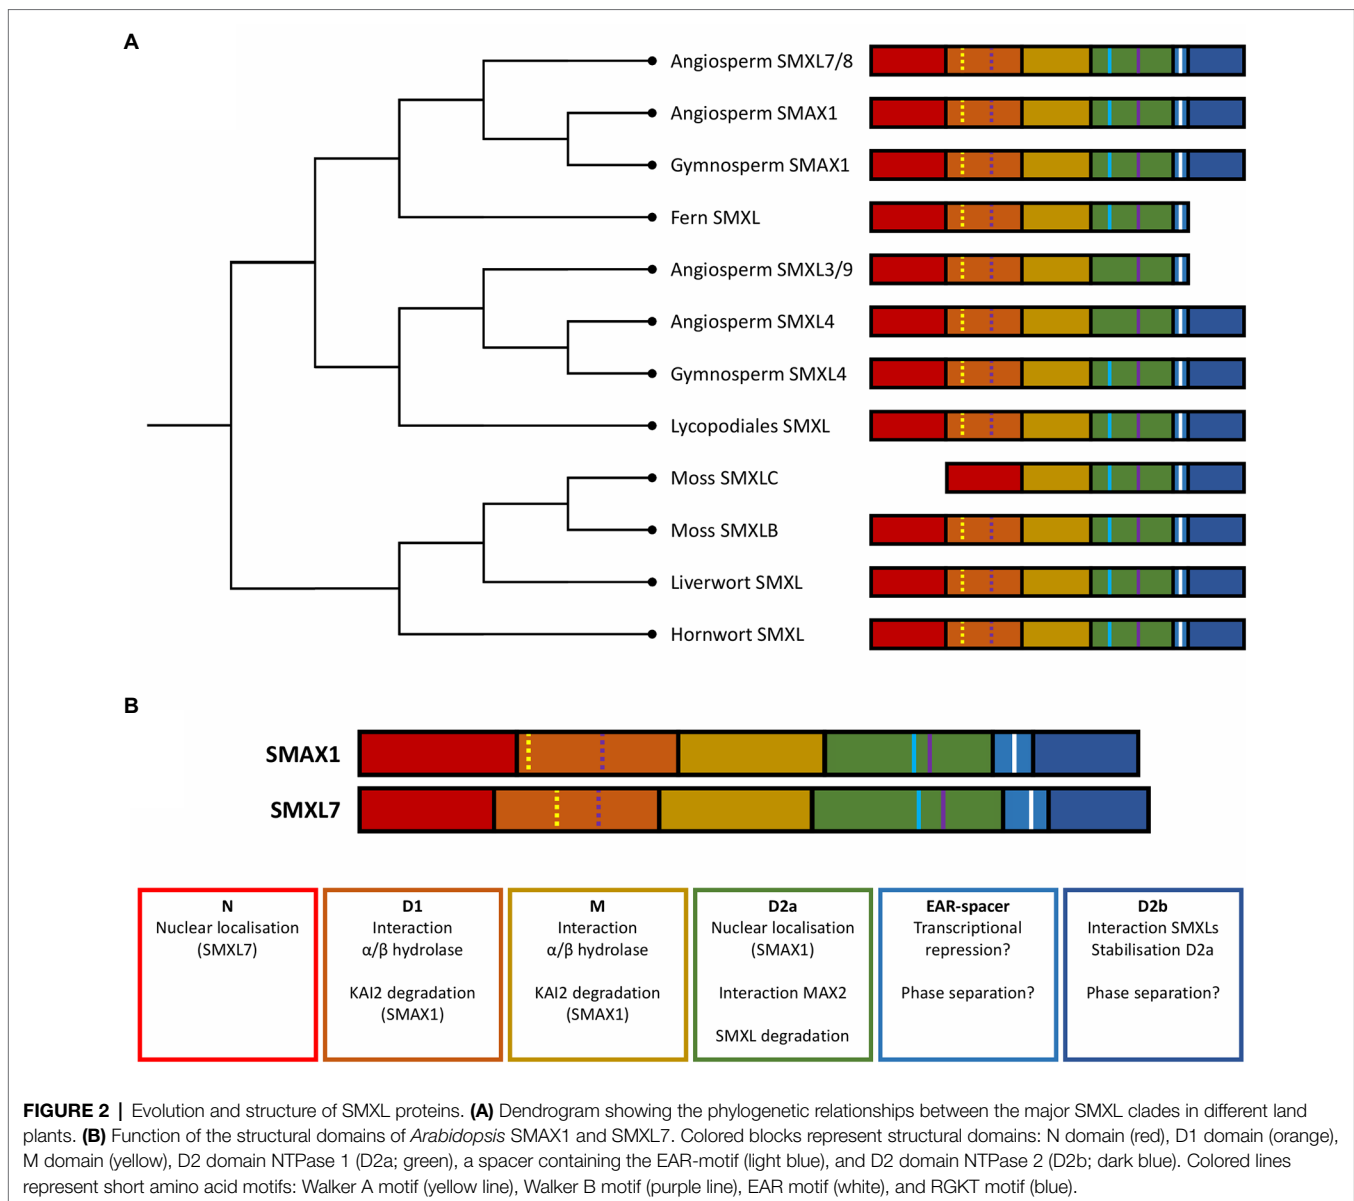 A
Angiosperm SMXL7/8
Angiosperm SMAX1
Gymnosperm SMAX1
Fern SMXL
Angiosperm SMXL3/9
Angiosperm SMXL4
Gymnosperm SMXL4
Lycopodiales SMXL
Moss SMXLC
Moss SMXLB
Liverwort SMXL
Hornwort SMXL
B
SMAX1
SMXL7
N
Nuclear localisation
(SMXL7)
D1
Interaction
α/β hydrolase
KAI2 degradation
(SMAX1)
M
Interaction
α/β hydrolase
KAI2 degradation
(SMAX1)
D2a
Nuclear localisation
(SMAX1)
Interaction MAX2
SMXL degradation
EAR-spacer
Transcriptional
repression?
Phase separation?
D2b
Interaction SMXLs
Stabilisation D2a
Phase separation?
FIGURE 2 | Evolution and structure of SMXL proteins. (A) Dendrogram showing the phylogenetic relationships between the major SMXL clades in different land
plants. (B) Function of the structural domains of Arabidopsis SMAX1 and SMXL7. Colored blocks represent structural domains: N domain (red), D1 domain (orange),
M domain (yellow), D2 domain NTPase 1 (D2a; green), a spacer containing the EAR-motif (light blue), and D2 domain NTPase 2 (D2b; dark blue). Colored lines
represent short amino acid motifs: Walker A motif (yellow line), Walker B motif (purple line), EAR motif (white), and RGKT motif (blue).